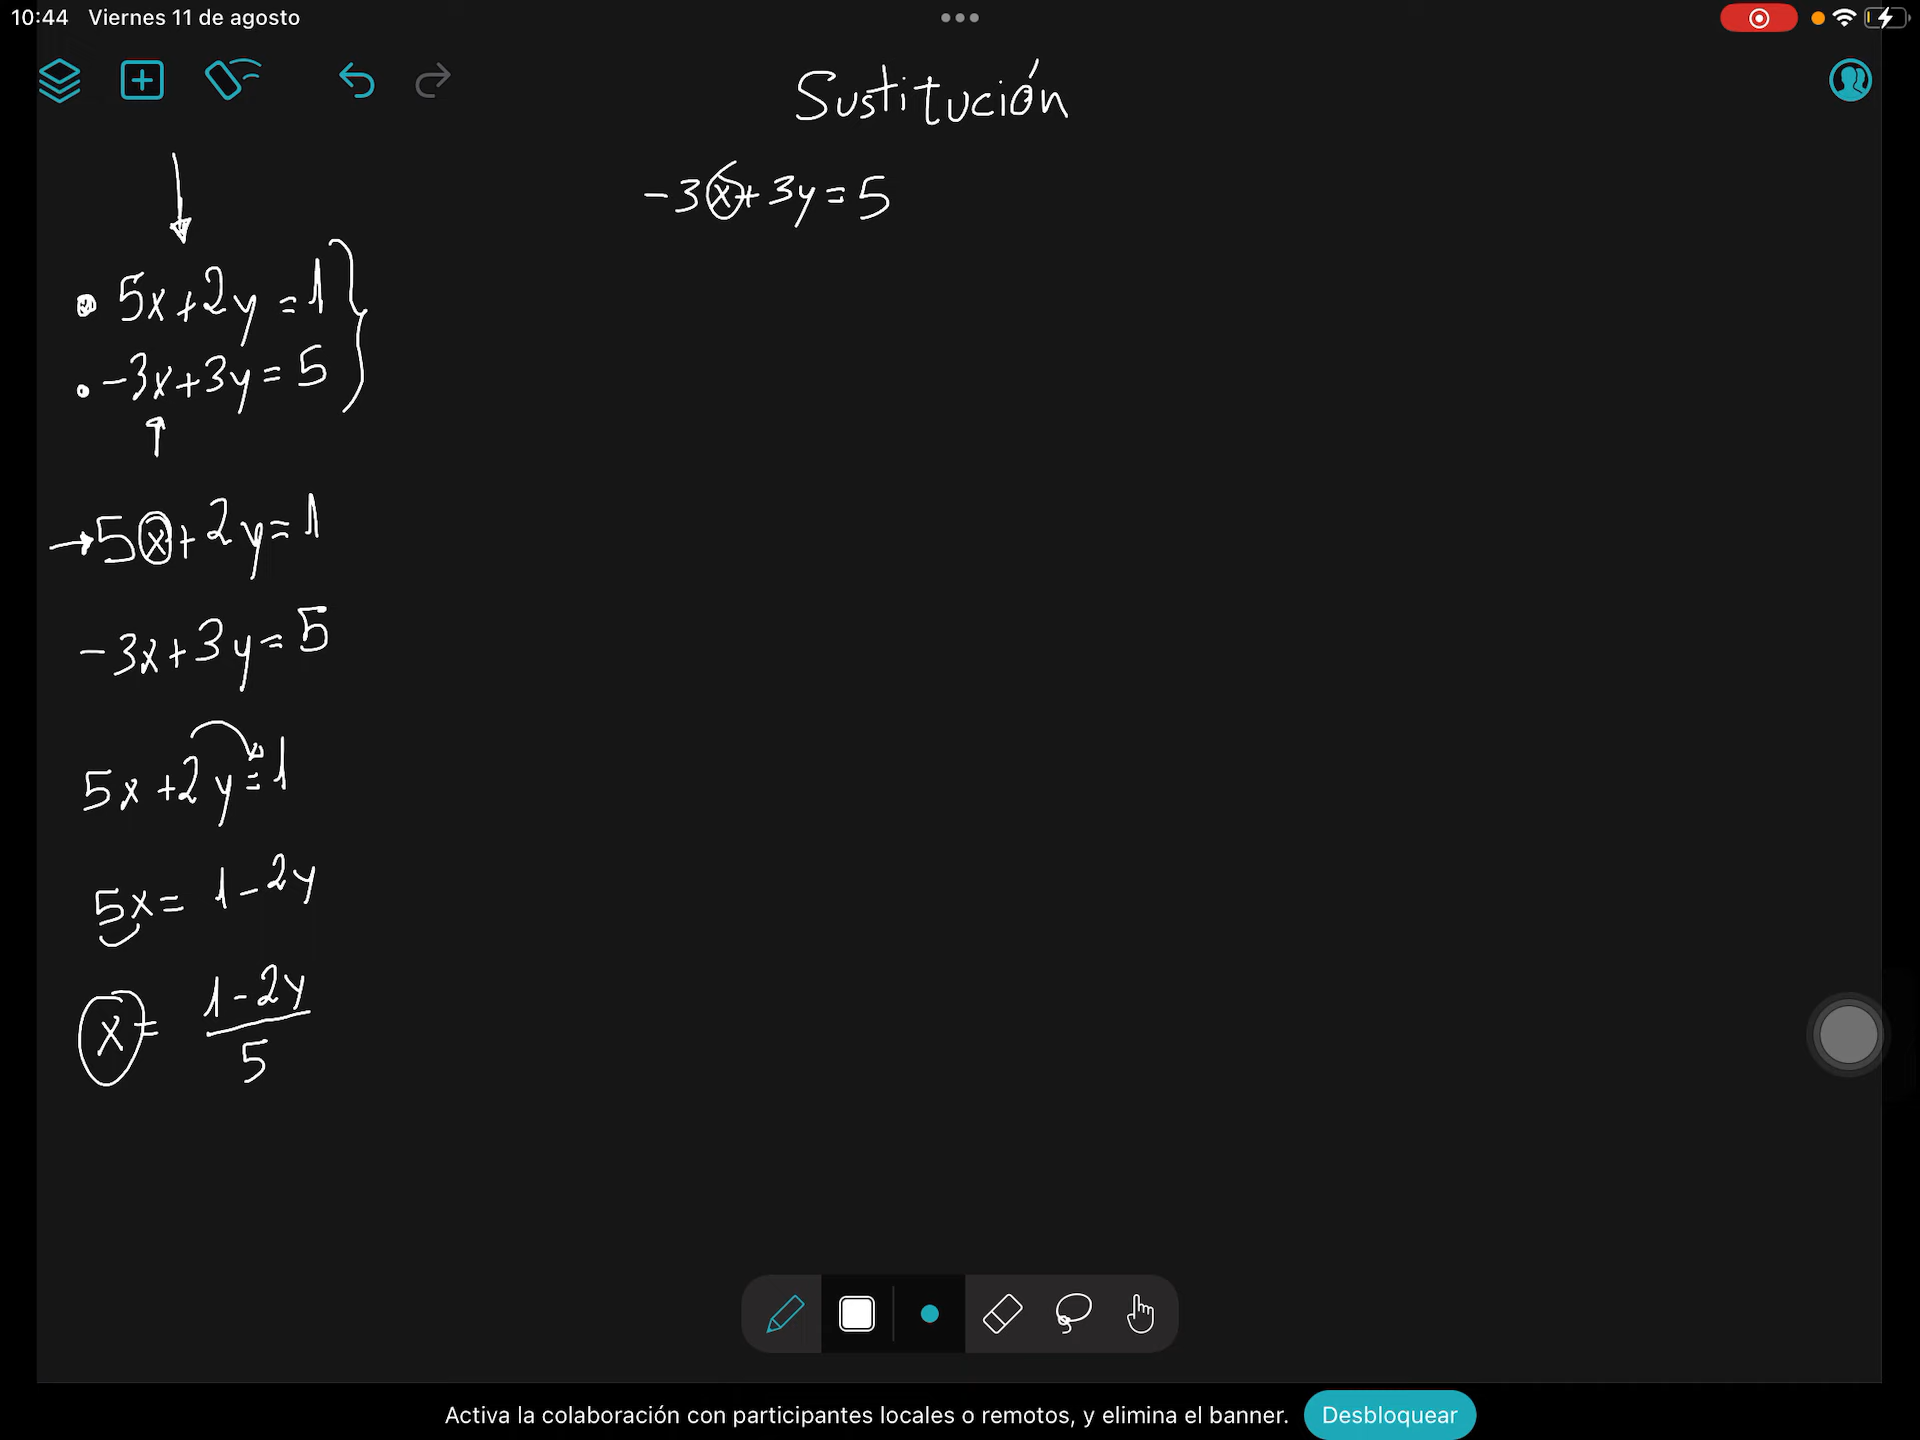 10:44 Viernes 11 de agosto
Sustitución
-3x+3y=5
5x+2y=1
-3x+3y=5
5x+2y=1
-3x+3y=5
5x+2y=1
5x=1-2y
x=
1-2y
5
Activa la colaboración con participantes locales o remotos, y elimina el banner. Desbloquear